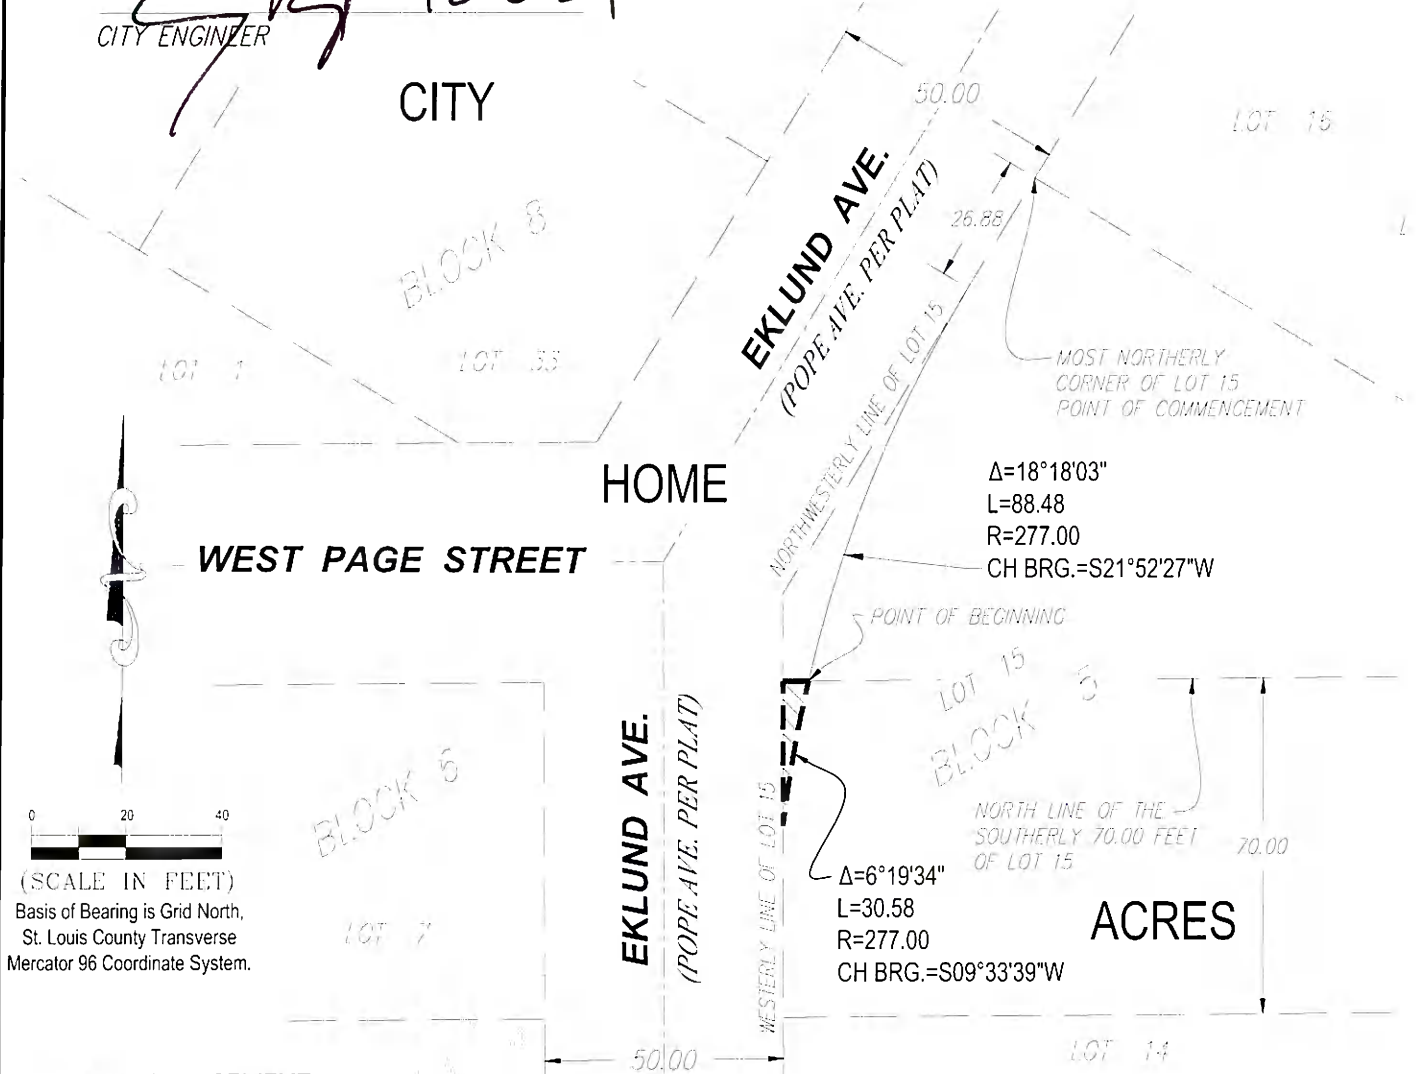 CITY ENGINEER
CITY
50.00
LOT 16
EKLUND AVE.
(POPE AVE. PER PLAT)
26.88
BLOCK 8
LOT 1
LOT 33
NORTHWESTERLY LINE OF LOT 15
MOST NORTHERLY
CORNER OF LOT 15
POINT OF COMMENCEMENT
HOME
Δ=18°18'03"
L=88.48
R=277.00
CH BRG.=S21°52'27"W
WEST PAGE STREET
POINT OF BEGINNING
LOT 15
BLOCK 5
EKLUND AVE.
(POPE AVE. PER PLAT)
BLOCK 6
WESTERLY LINE OF LOT 15
NORTH LINE OF THE
SOUTHERLY 70.00 FEET
OF LOT 15
70.00
0 20 40
(SCALE IN FEET)
Basis of Bearing is Grid North,
St. Louis County Transverse
Mercator 96 Coordinate System.
LOT 7
Δ=6°19'34"
L=30.58
R=277.00
CH BRG.=S09°33'39"W
ACRES
50.00
LOT 14